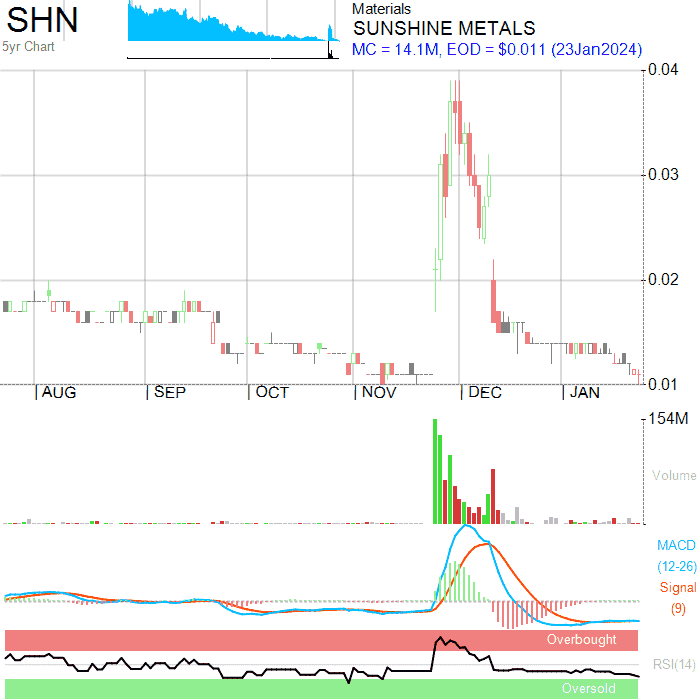 SHN
5yr Chart
Materials
SUNSHINE METALS
MC = 14.1M, EOD = $0.011 (23Jan2024)
0.04
0.03
0.02
0.01
AUG SEP OCT NOV DEC JAN
154M
Volume
MACD
(12-26)
Signal
(9)
Overbought
RSI(14)
Oversold